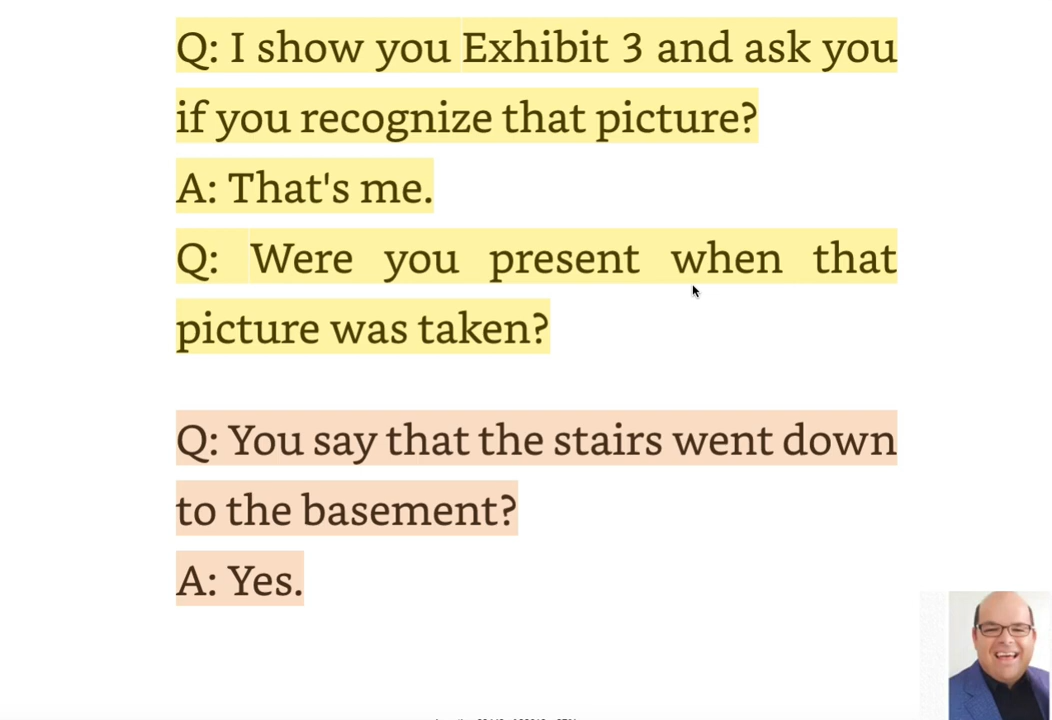 Q: I show you Exhibit 3 and ask you
if you recognize that picture?
A: That's me.
Q: Were you present when that
picture was taken?
Q: You say that the stairs went down
to the basement?
A: Yes.